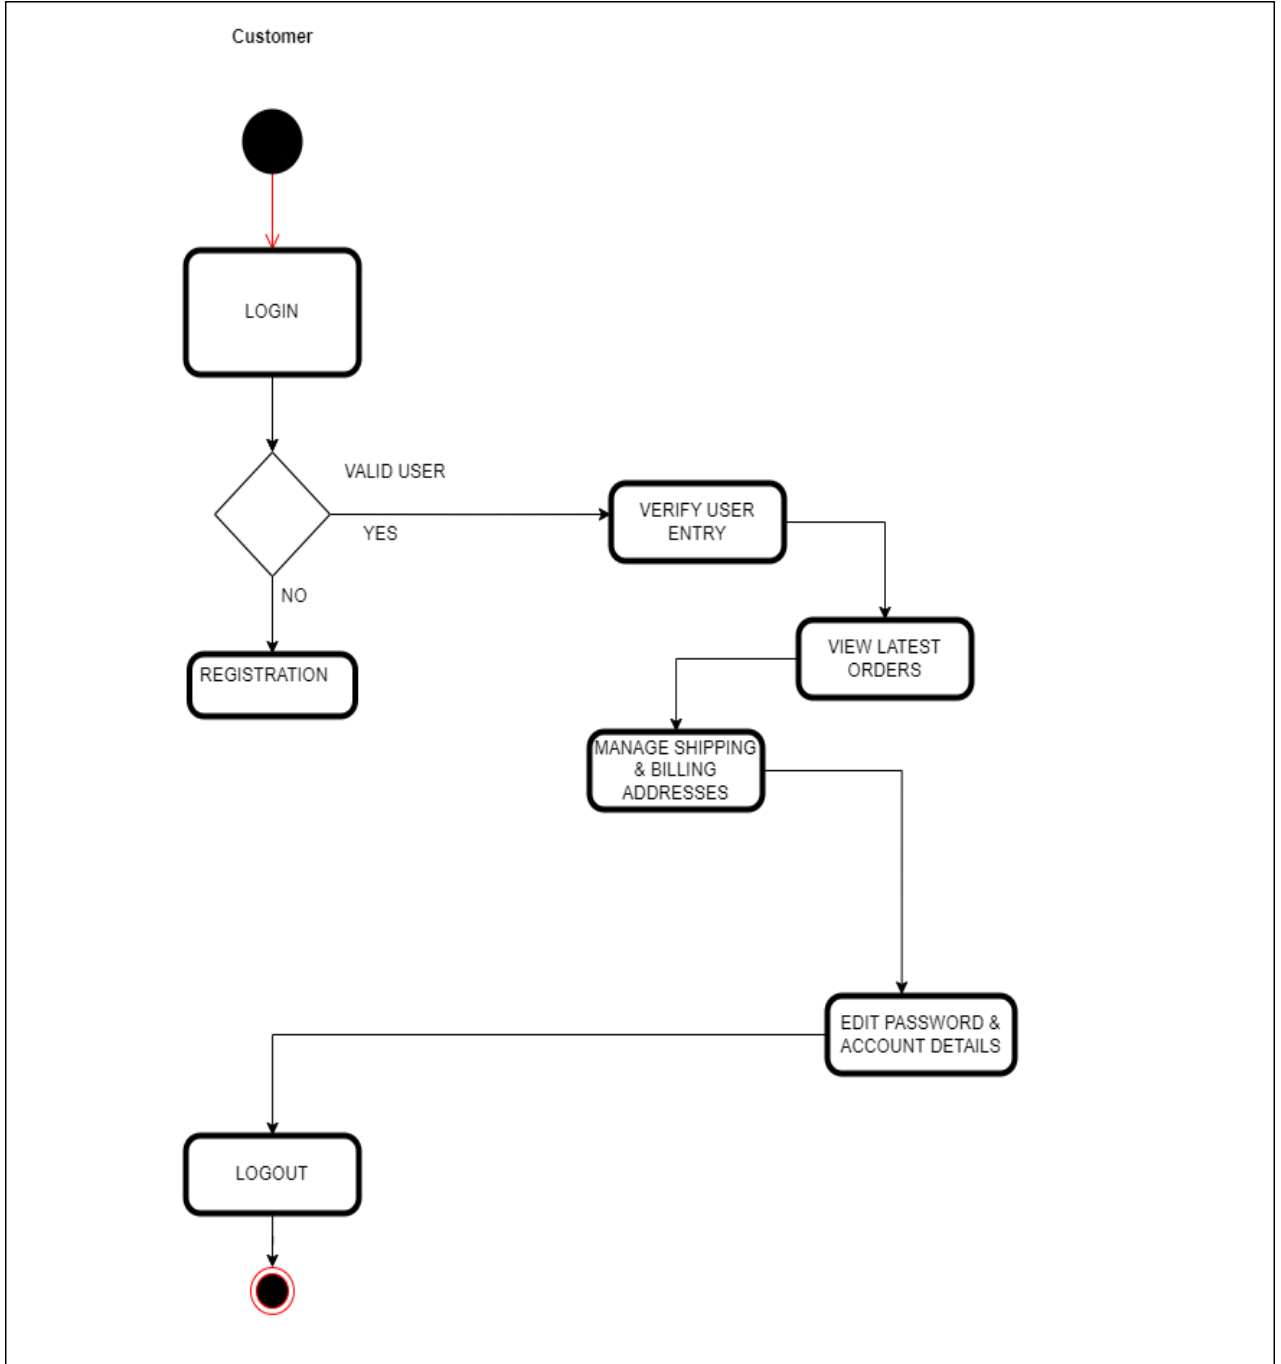 Customer
LOGIN
VALID USER
YES
VERIFY USER
ENTRY
NO
VIEW LATEST
ORDERS
REGISTRATION
MANAGE SHIPPING
& BILLING
ADDRESSES
EDIT PASSWORD &
ACCOUNT DETAILS
LOGOUT